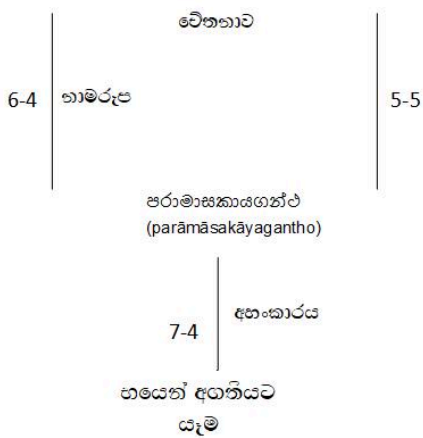 චේතනාව
6-4
නාමරූප
5-5
පරාමාසකායගන්ථ
(parāmāsakāyagantho)
අහංකාරය
7-4
භයෙන් අගතියට
යෑම